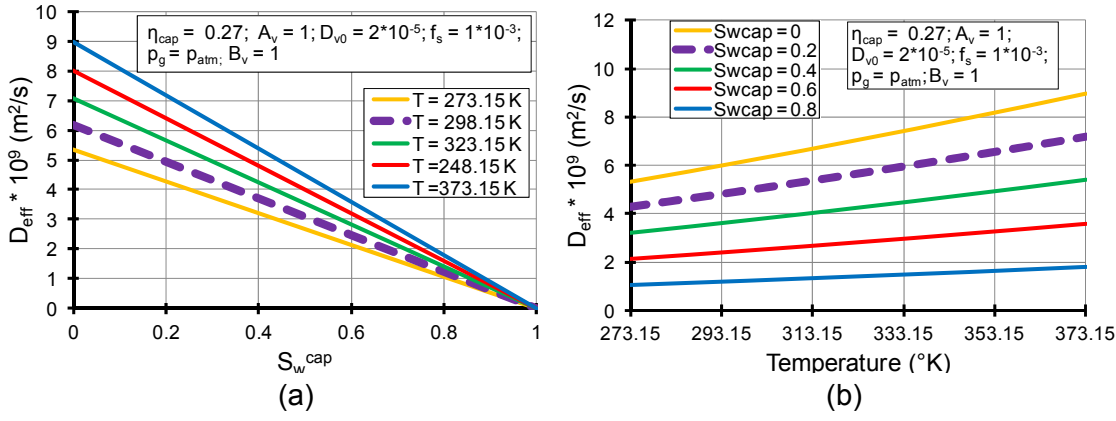 η_cap = 0.27; A_v = 1; D_v0 = 2*10^-5; f_s = 1*10^-3;
p_g = p_atm; B_v = 1
T = 273.15 K
T = 298.15 K
T = 323.15 K
T = 248.15 K
T = 373.15 K
10
9
8
7
6
5
4
3
2
1
0
D_eff * 10^9 (m^2/s)
0
0.2
0.4
0.6
0.8
1
S_w^cap
(a)
Swcap = 0
Swcap = 0.2
Swcap = 0.4
Swcap = 0.6
Swcap = 0.8
η_cap = 0.27; A_v = 1;
D_v0 = 2*10^-5; f_s = 1*10^-3;
p_g = p_atm; B_v = 1
12
10
8
6
4
2
0
D_eff * 10^9 (m^2/s)
273.15
293.15
313.15
333.15
353.15
373.15
Temperature (°K)
(b)